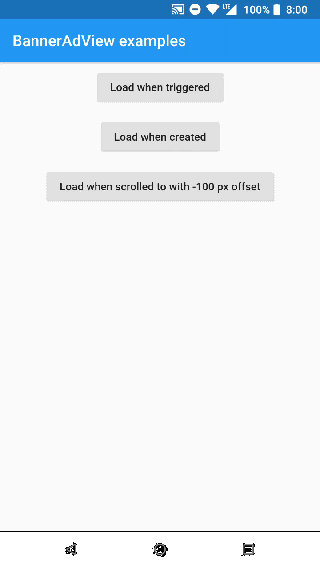 LTE 100% 8:00
BannerAdView examples
Load when triggered
Load when created
Load when scrolled to with -100 px offset